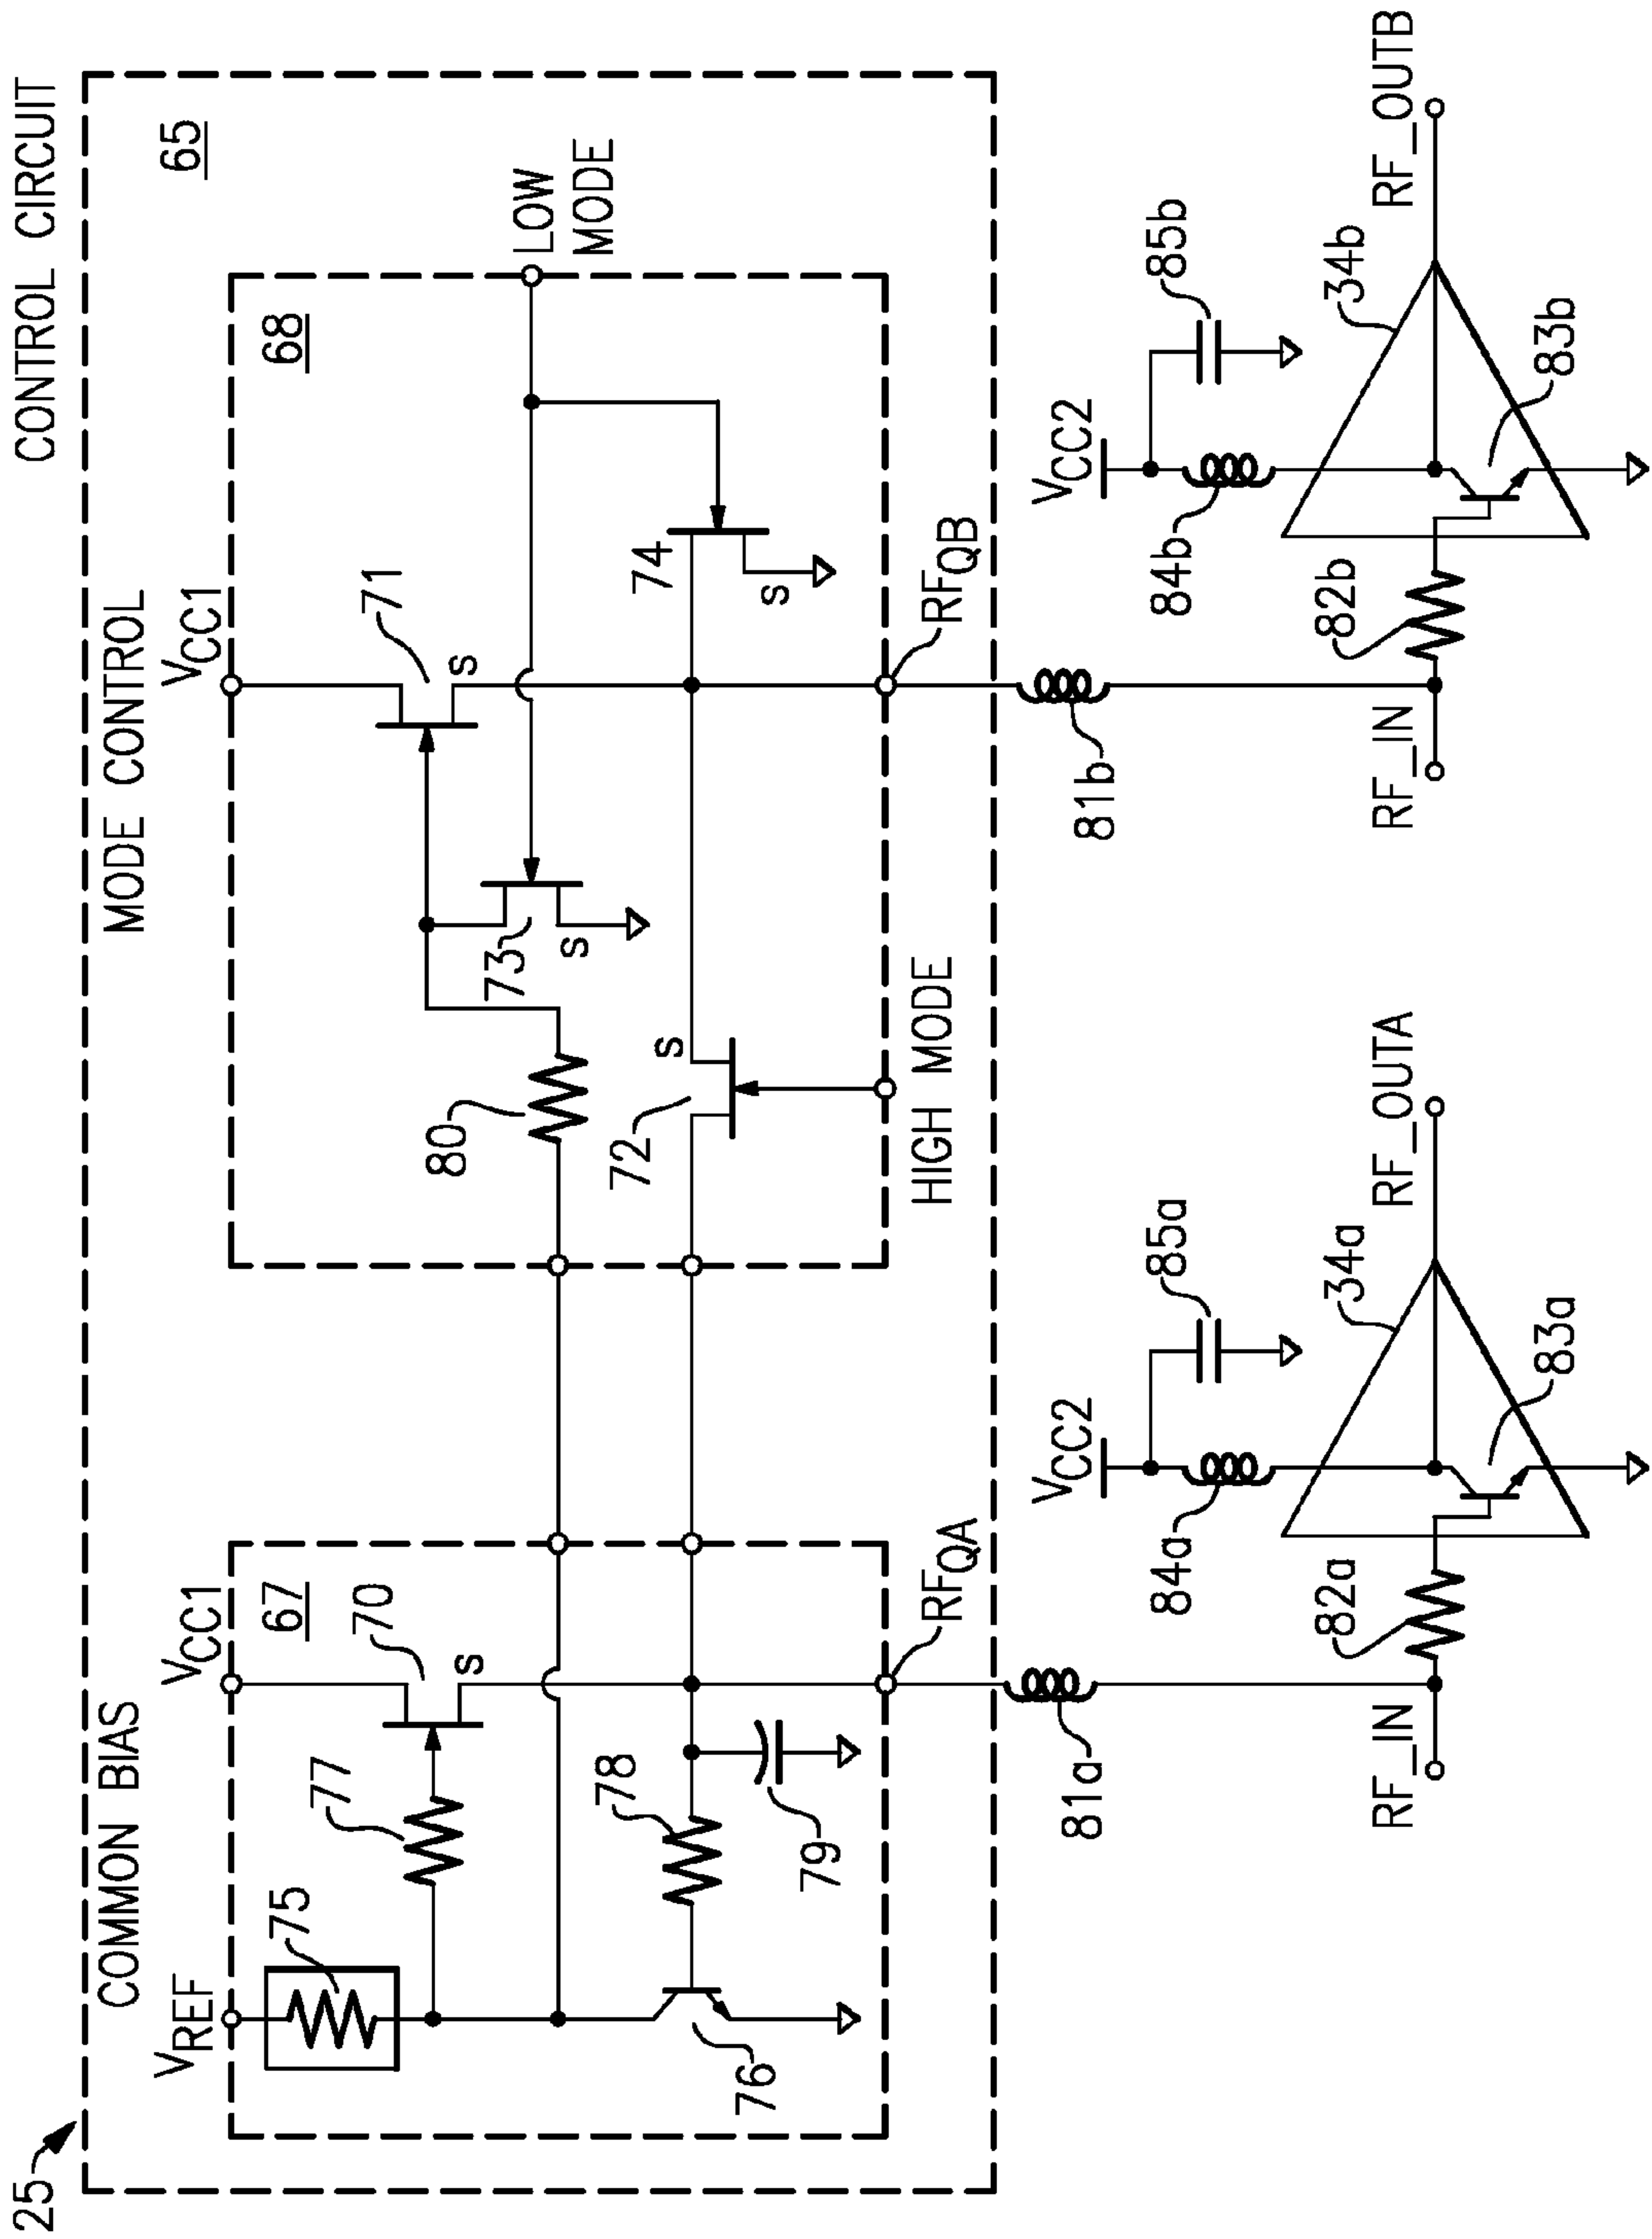 25
CONTROL CIRCUIT
65
COMMON BIAS
MODE CONTROL
VREF
VCC1
67
75
77
70
S
78
79
76
RFQA
VCC1
68
71
S
80
73
S
72
S
74
S
LOW
MODE
HIGH MODE
RFQB
81a
RF_IN
82a
VCC2
84a
85a
34a
83a
RF_OUTA
81b
RF_IN
82b
VCC2
84b
85b
34b
83b
RF_OUTB